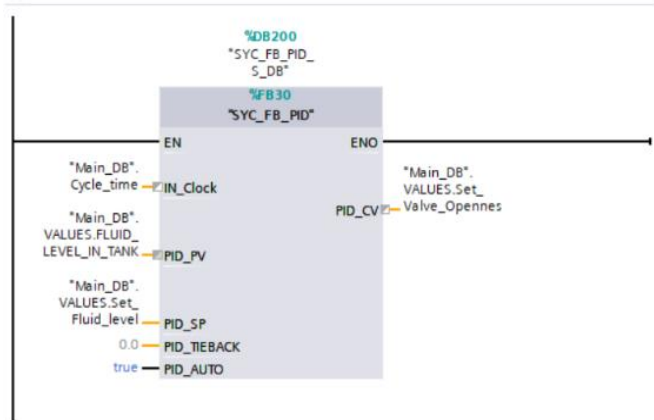 %DB200
"SYC_FB_PID_
S_DB"
%FB30
"SYC_FB_PID"
EN
ENO
"Main_DB".
Cycle_time
IN_Clock
"Main_DB".
VALUES.Set_
Valve_Opennes
PID_CV
"Main_DB".
VALUES.FLUID_
LEVEL_IN_TANK
PID_PV
"Main_DB".
VALUES.Set_
Fluid_level
PID_SP
0.0
PID_TIEBACK
true
PID_AUTO